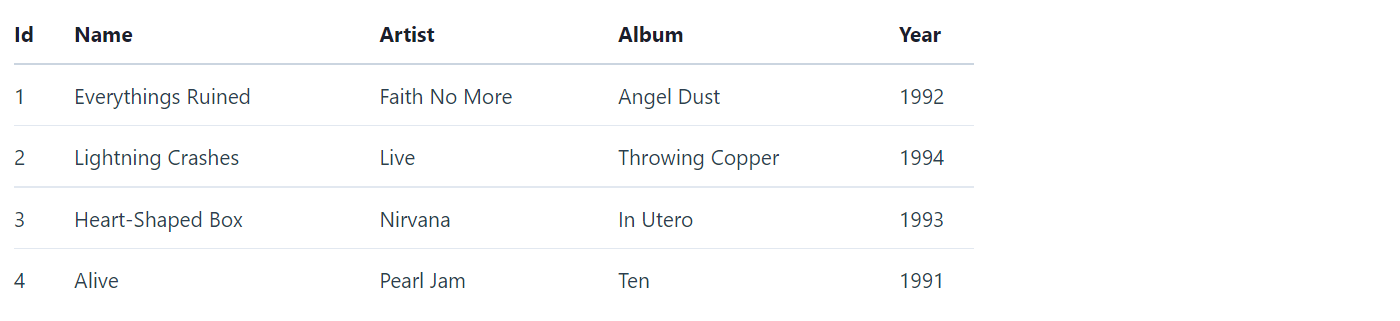 Id Name Artist Album Year
1 Everythings Ruined Faith No More Angel Dust 1992
2 Lightning Crashes Live Throwing Copper 1994
3 Heart-Shaped Box Nirvana In Utero 1993
4 Alive Pearl Jam Ten 1991